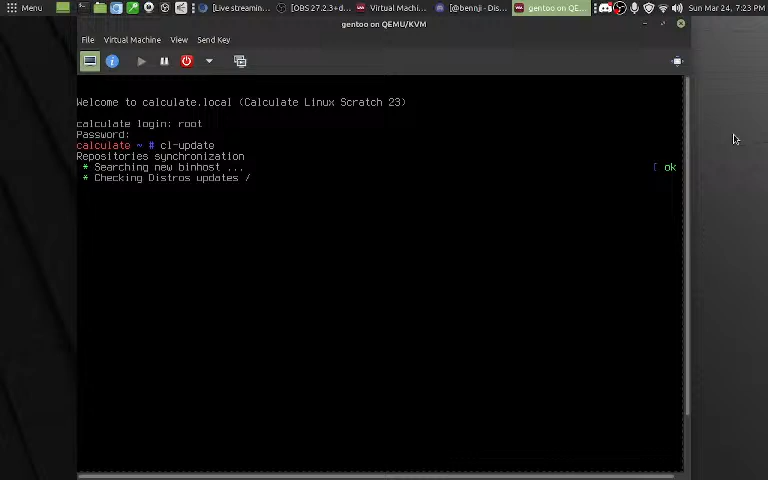 Menu
[Live streamin...
[OBS 27.2.3+d...
Virtual Machi...
[@bennji - Dis...
gentoo on QE...
Sun Mar 24, 7:23 PM
gentoo on QEMU/KVM
File Virtual Machine View Send Key
Welcome to calculate.local (Calculate Linux Scratch 23)
calculate login: root
Password:
calculate ~ # cl-update
Repositories synchronization
* Searching new binhost ... [ ok
* Checking Distros updates /